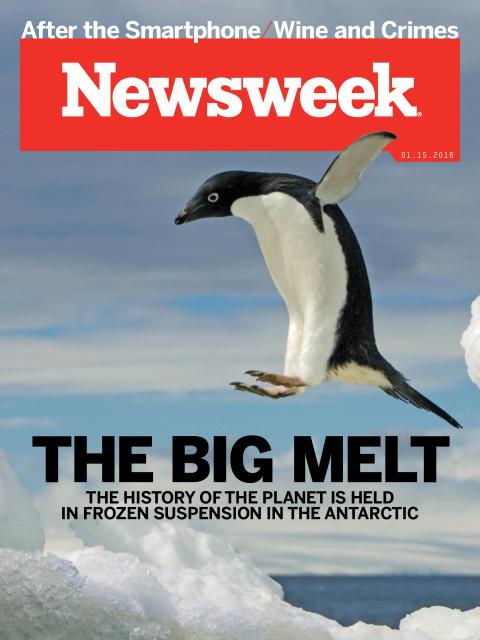 After the Smartphone/Wine and Crimes
Newsweek
01.15.2016
THE BIG MELT
THE HISTORY OF THE PLANET IS HELD
IN FROZEN SUSPENSION IN THE ANTARCTIC